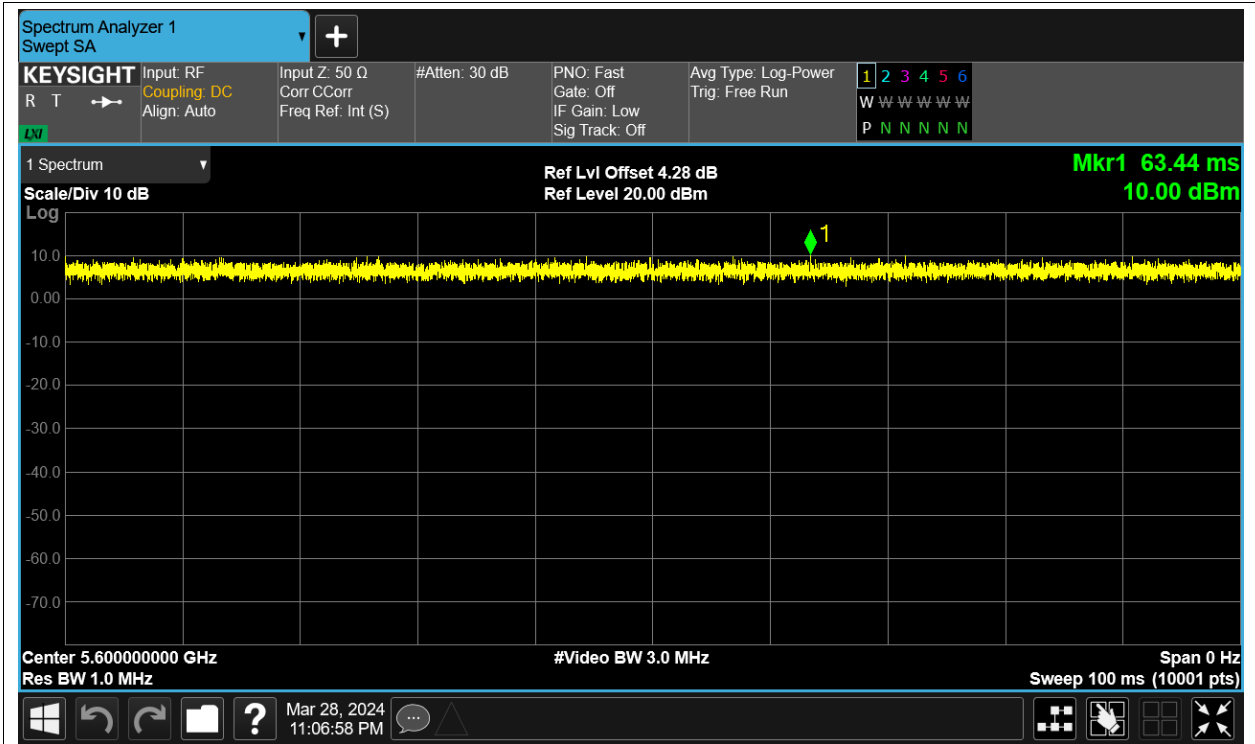 Spectrum Analyzer 1
Swept SA
KEYSIGHT
R T
LXI
Input: RF
Coupling: DC
Align: Auto
Input Z: 50 Ω
Corr CCorr
Freq Ref: Int (S)
#Atten: 30 dB
PNO: Fast
Gate: Off
IF Gain: Low
Sig Track: Off
Avg Type: Log-Power
Trig: Free Run
1 2 3 4 5 6
W W W W W W
P N N N N N
1 Spectrum
Scale/Div 10 dB
Log
Ref Lvl Offset 4.28 dB
Ref Level 20.00 dBm
Mkr1 63.44 ms
10.00 dBm
1
10.0
0.00
-10.0
-20.0
-30.0
-40.0
-50.0
-60.0
-70.0
Center 5.600000000 GHz
Res BW 1.0 MHz
#Video BW 3.0 MHz
Span 0 Hz
Sweep 100 ms (10001 pts)
?
Mar 28, 2024
11:06:58 PM